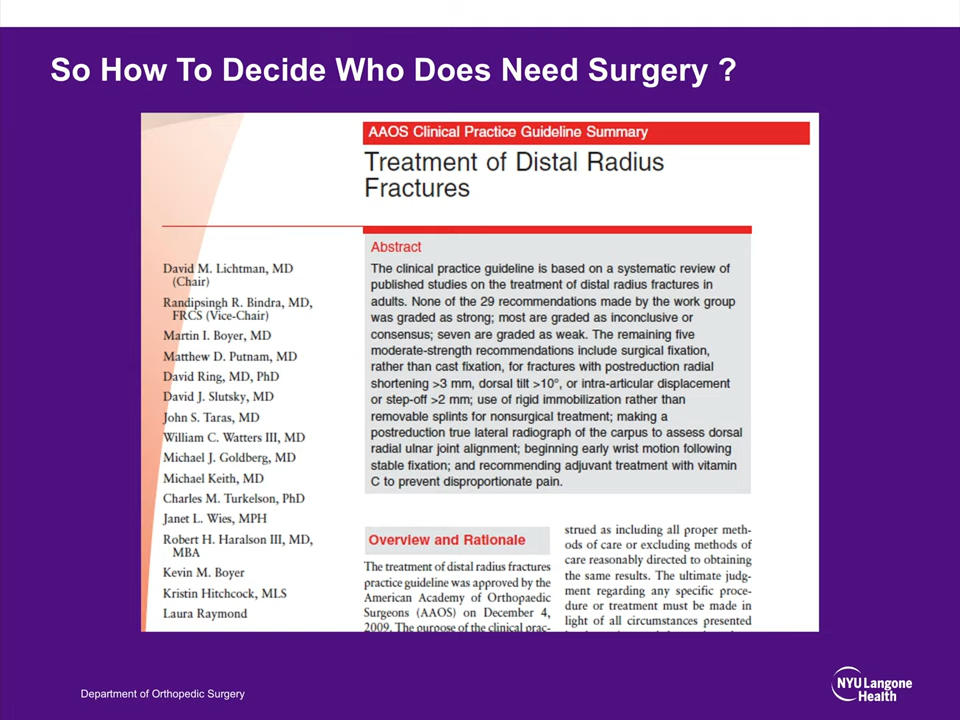 So How To Decide Who Does Need Surgery ?
AAOS Clinical Practice Guideline Summary
Treatment of Distal Radius
Fractures
David M. Lichtman, MD
(Chair)
Randipsingh R. Bindra, MD,
FRCS (Vice-Chair)
Martin I. Boyer, MD
Matthew D. Putnam, MD
David Ring, MD, PhD
David J. Slutsky, MD
John S. Taras, MD
William C. Watters III, MD
Michael J. Goldberg, MD
Michael Keith, MD
Charles M. Turkelson, PhD
Janet L. Wies, MPH
Robert H. Haralson III, MD,
MBA
Kevin M. Boyer
Kristin Hitchcock, MLS
Laura Raymond
Abstract
The clinical practice guideline is based on a systematic review of
published studies on the treatment of distal radius fractures in
adults. None of the 29 recommendations made by the work group
was graded as strong; most are graded as inconclusive or
consensus; seven are graded as weak. The remaining five
moderate-strength recommendations include surgical fixation,
rather than cast fixation, for fractures with postreduction radial
shortening >3 mm, dorsal tilt >10°, or intra-articular displacement
or step-off >2 mm; use of rigid immobilization rather than
removable splints for nonsurgical treatment; making a
postreduction true lateral radiograph of the carpus to assess dorsal
radial ulnar joint alignment; beginning early wrist motion following
stable fixation; and recommending adjuvant treatment with vitamin
C to prevent disproportionate pain.
Overview and Rationale
The treatment of distal radius fractures
practice guideline was approved by the
American Academy of Orthopaedic
Surgeons (AAOS) on December 4,
2009. The purpose of the clinical prac-
strued as including all proper meth-
ods of care or excluding methods of
care reasonably directed to obtaining
the same results. The ultimate judg-
ment regarding any specific proce-
dure or treatment must be made in
light of all circumstances presented
Department of Orthopedic Surgery
NYU Langone
Health